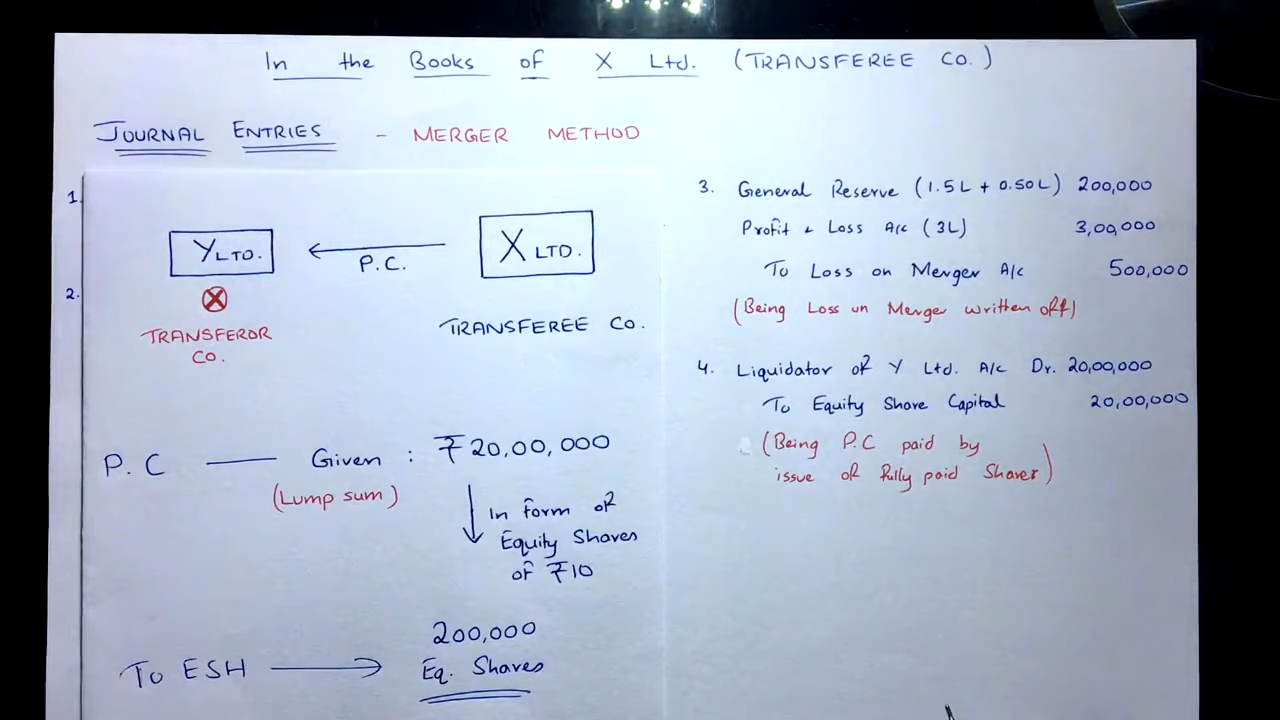 In the Books of X Ltd. (TRANSFEREE CO.)
JOURNAL ENTRIES - MERGER METHOD
1.
2.
Y LTD.
P.C.
X LTD.
TRANSFEROR
CO.
TRANSFEREE CO.
P.C — Given : ₹20,00,000
(Lump sum)
In form of
Equity Shares
of ₹10
200,000
To ESH → Eq. Shares
3. General Reserve (1.5L + 0.50L) 200,000
Profit & Loss A/c (3L) 3,00,000
To Loss on Merger A/c 500,000
(Being Loss on Merger written off)
4. Liquidator of Y Ltd. A/c Dr. 20,00,000
To Equity Share Capital 20,00,000
(Being P.C paid by
issue of fully paid Shares)